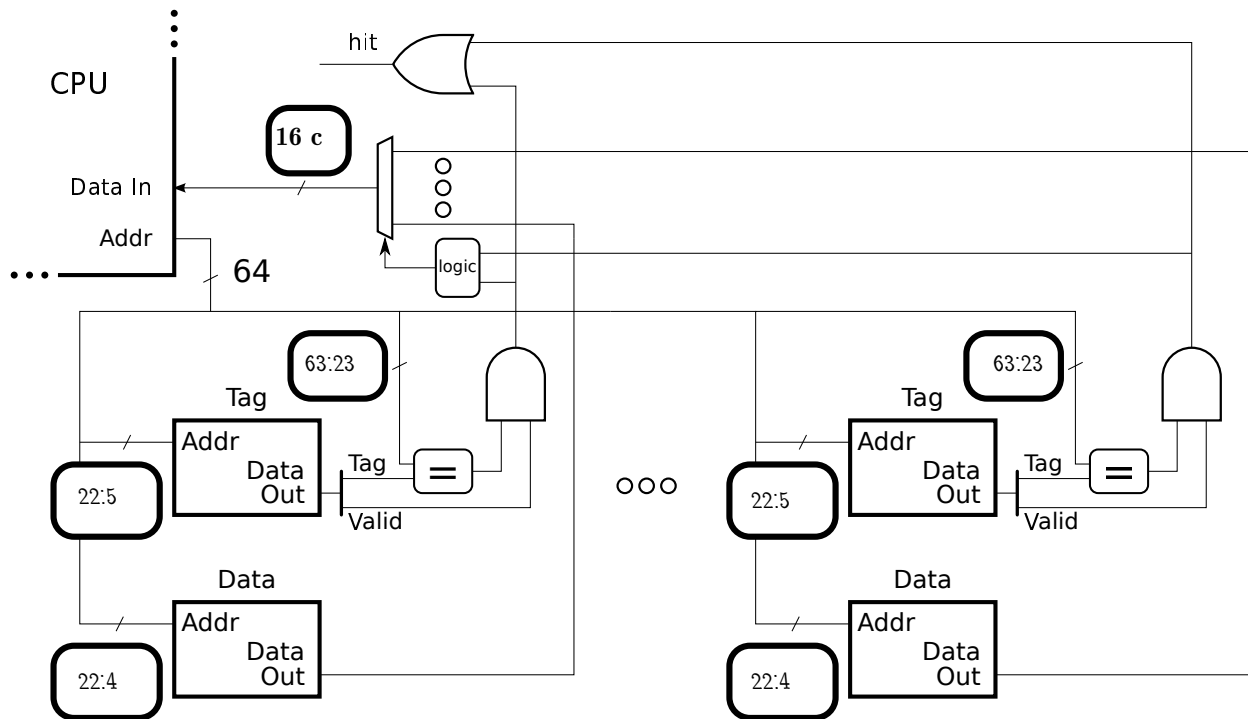 hit
CPU
16 c
Data In
Addr
64
logic
63:23
63:23
Tag
Tag
Addr
Data
Out
Tag
Valid
22:5
Addr
Data
Out
Tag
Valid
22:5
Data
Data
Addr
Data
Out
22:4
Addr
Data
Out
22:4